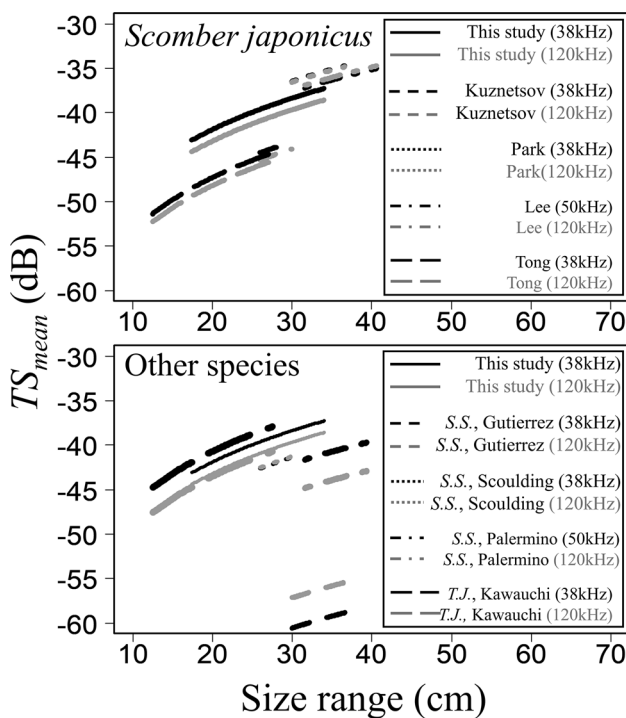 Scomber japonicus
This study (38kHz)
This study (120kHz)
Kuznetsov (38kHz)
Kuznetsov (120kHz)
Park (38kHz)
Park(120kHz)
Lee (50kHz)
Lee (120kHz)
Tong (38kHz)
Tong (120kHz)
-30
-35
-40
-45
-50
-55
-60
10 20 30 40 50 60 70
TSmean (dB)
Other species
This study (38kHz)
This study (120kHz)
S.S., Gutierrez (38kHz)
S.S., Gutierrez (120kHz)
S.S., Scoulding (38kHz)
S.S., Scoulding (120kHz)
S.S., Palermino (50kHz)
S.S., Palermino (120kHz)
T.J., Kawauchi (38kHz)
T.J., Kawauchi (120kHz)
-30
-35
-40
-45
-50
-55
-60
10 20 30 40 50 60 70
Size range (cm)